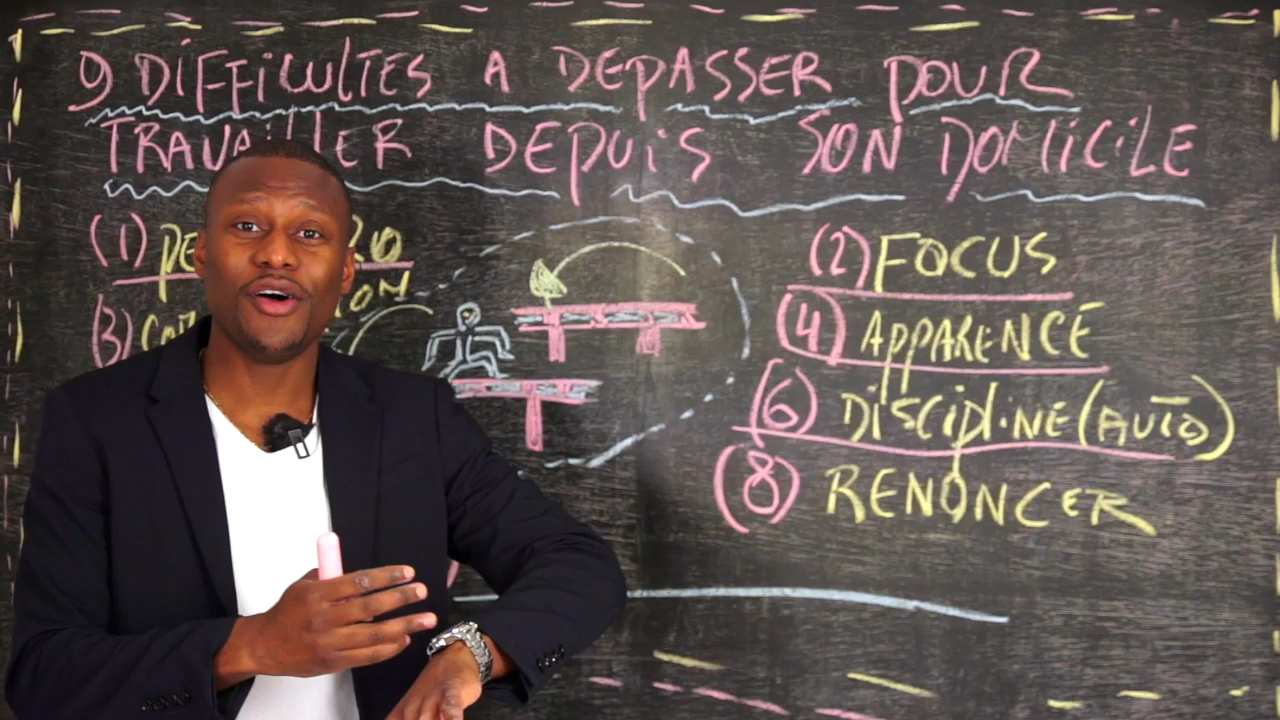 9 DIFFICULTES A DEPASSER POUR
TRAVAILLER DEPUIS SON DOMICILE
(1)
(2) FOCUS
(3)
(4) APPARENCE
(6) DISCIPLINE (AUTO)
(8) RENONCER